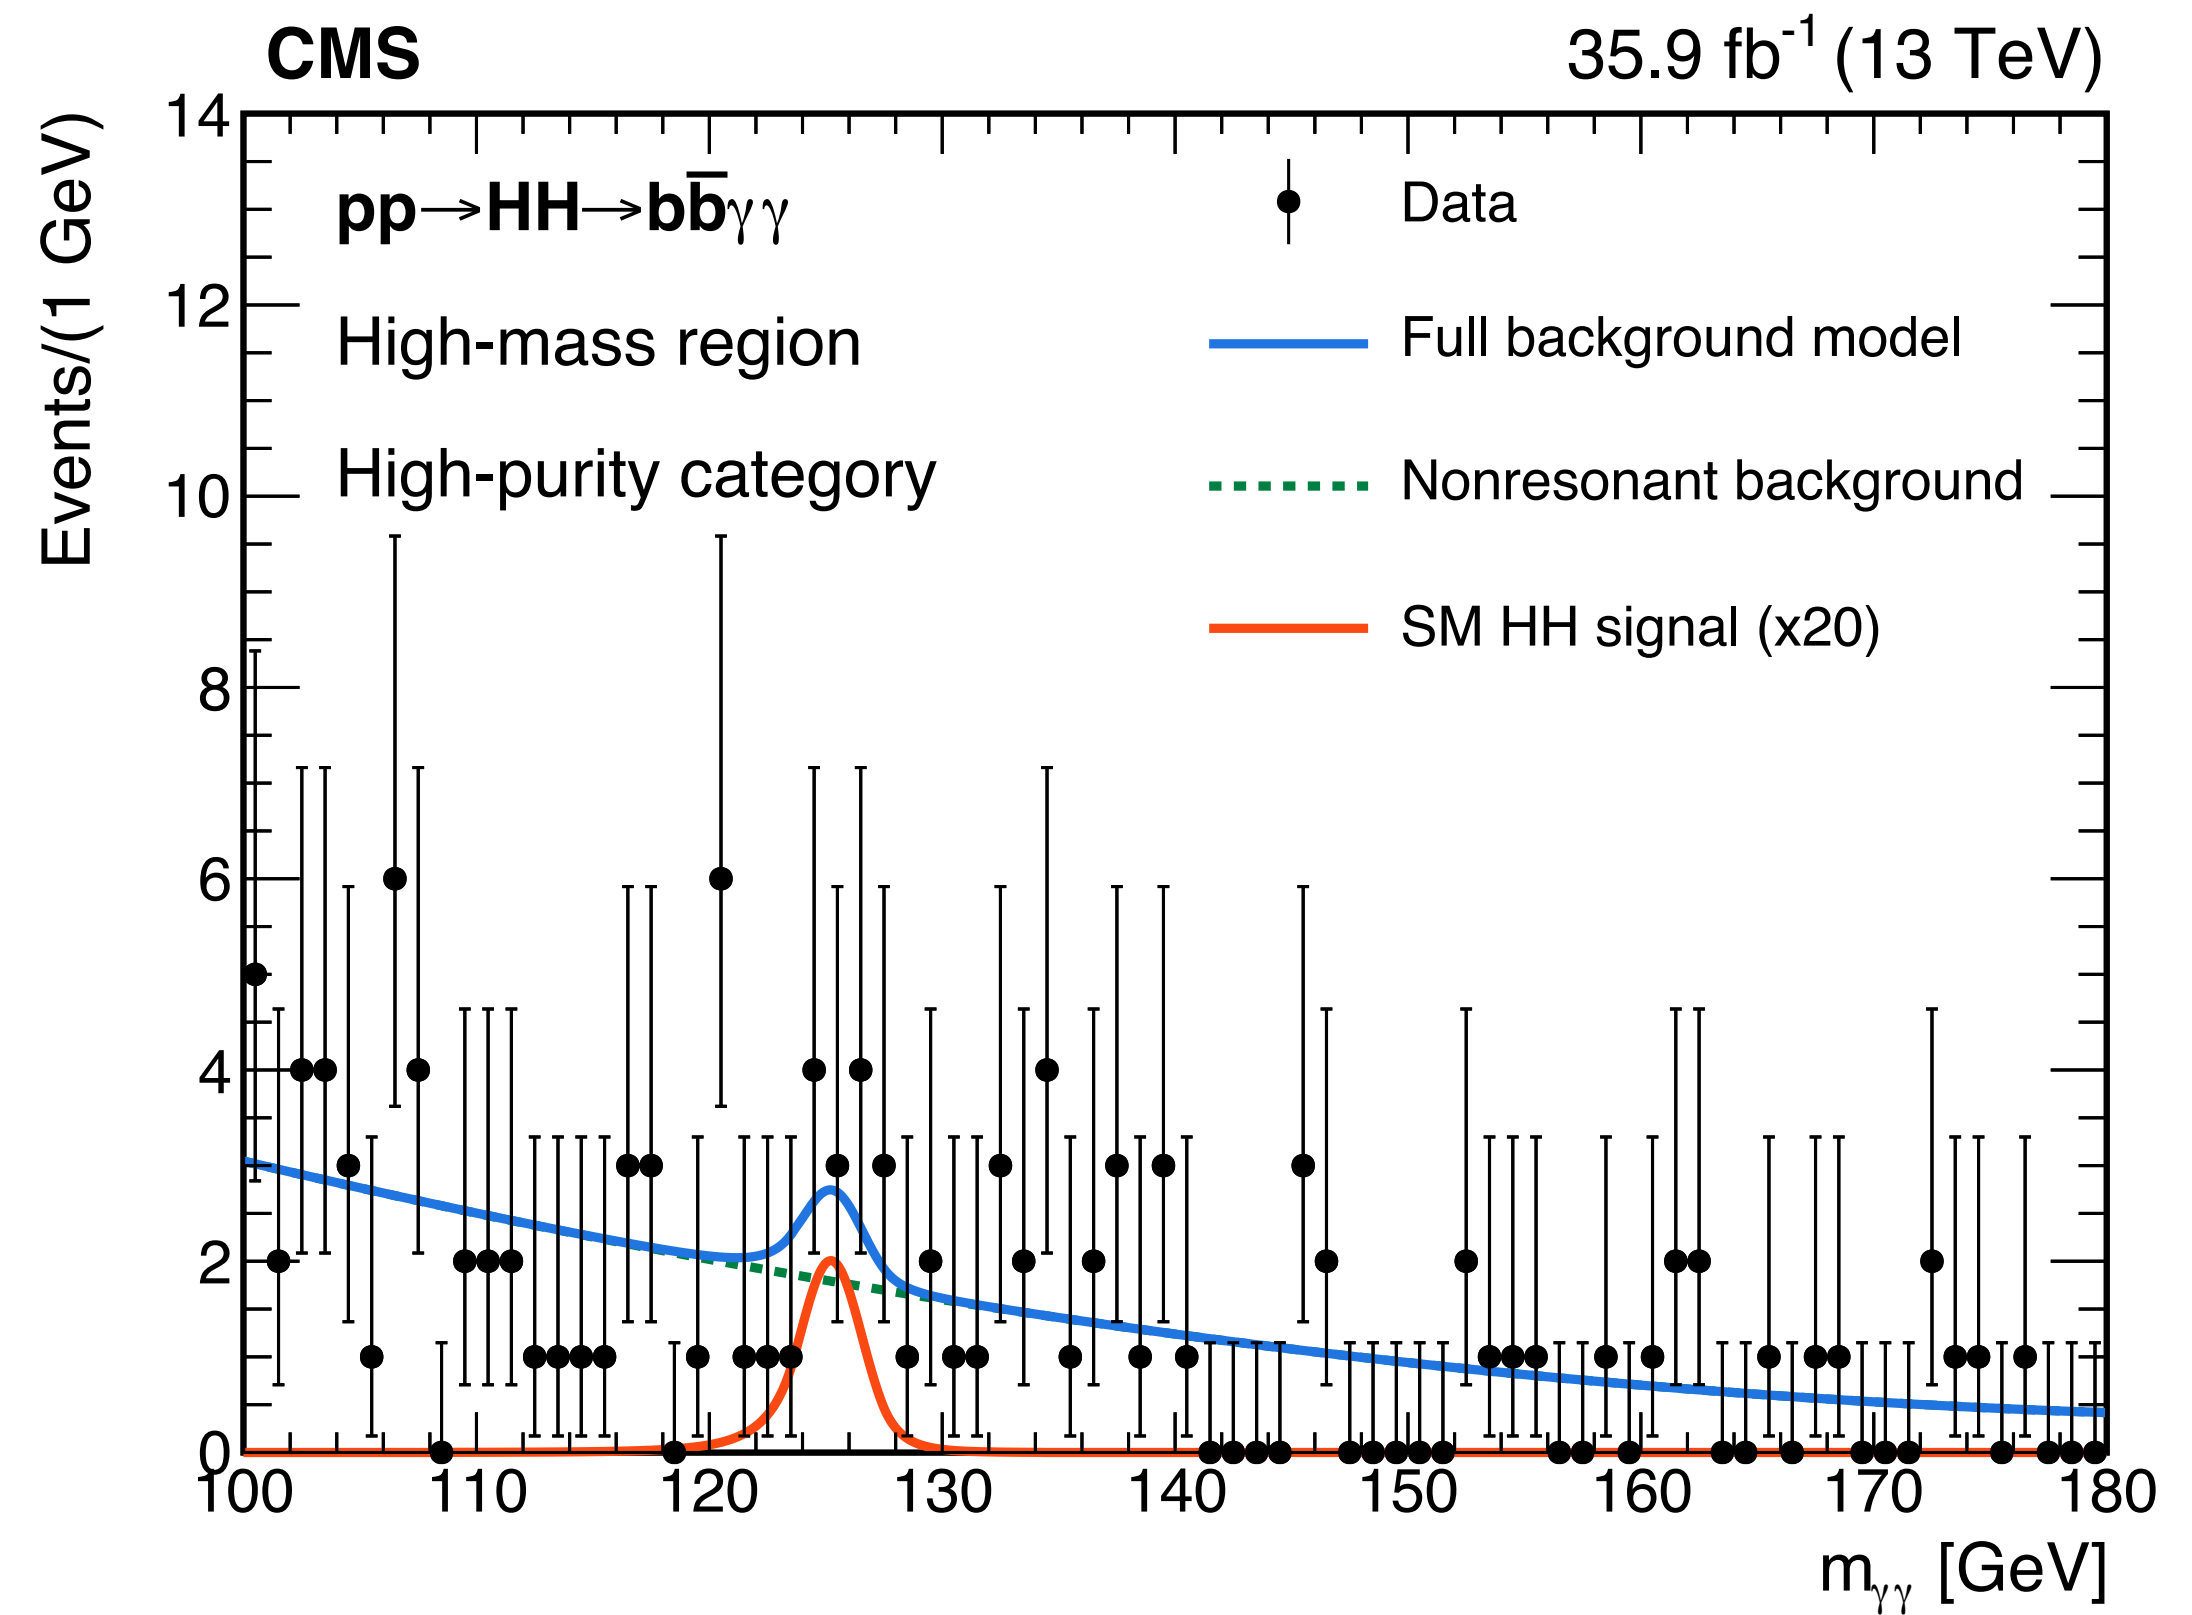 CMS
35.9 fb⁻¹ (13 TeV)
Events/(1 GeV)
14
12
10
8
6
4
2
0
pp→HH→bb̅γγ
High-mass region
High-purity category
Data
Full background model
Nonresonant background
SM HH signal (x20)
100 110 120 130 140 150 160 170 180
mγγ [GeV]